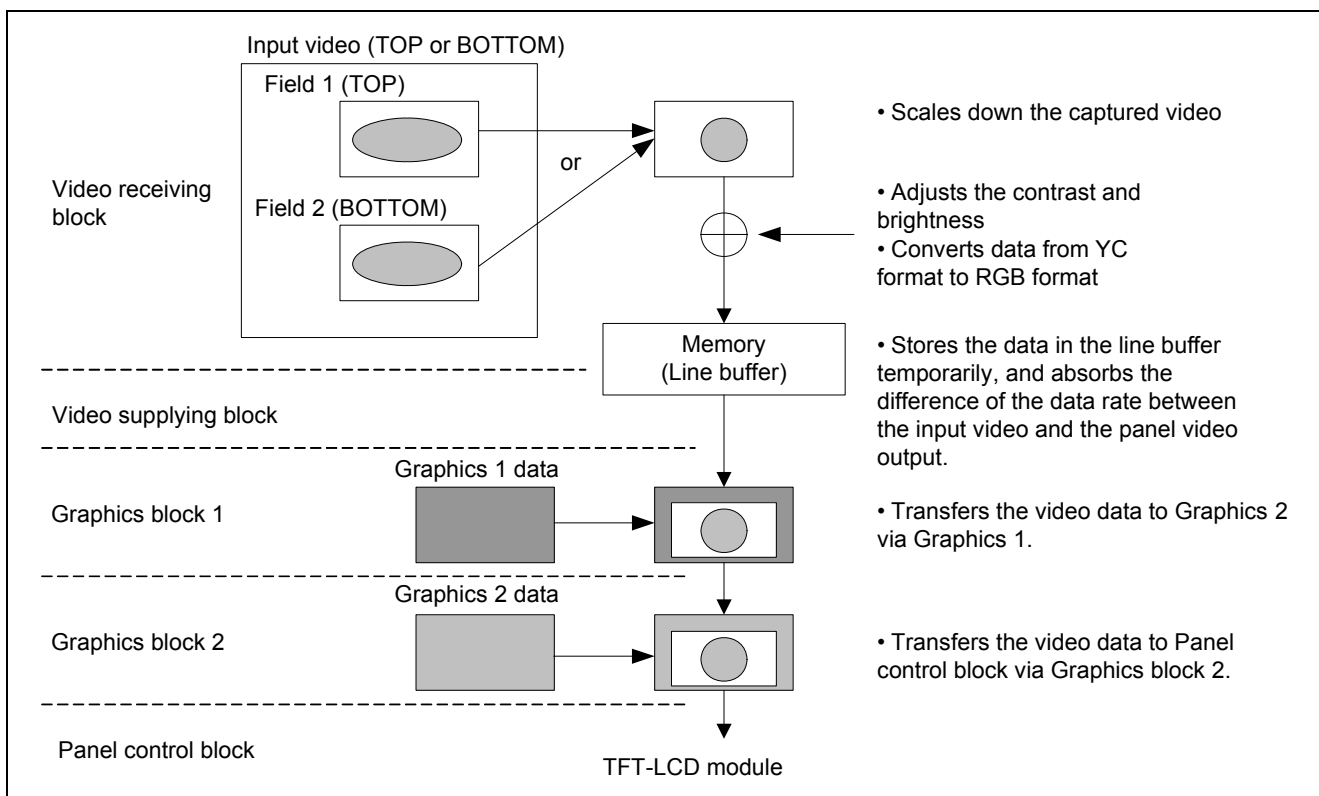 Input video (TOP or BOTTOM)
Field 1 (TOP)
• Scales down the captured video
or
Video receiving
block
Field 2 (BOTTOM)
• Adjusts the contrast and
brightness
• Converts data from YC
format to RGB format
Memory
(Line buffer)
• Stores the data in the line buffer
temporarily, and absorbs the
difference of the data rate between
the input video and the panel video
output.
Video supplying block
Graphics 1 data
Graphics block 1
• Transfers the video data to Graphics 2
via Graphics 1.
Graphics 2 data
Graphics block 2
• Transfers the video data to Panel
control block via Graphics block 2.
Panel control block
TFT-LCD module